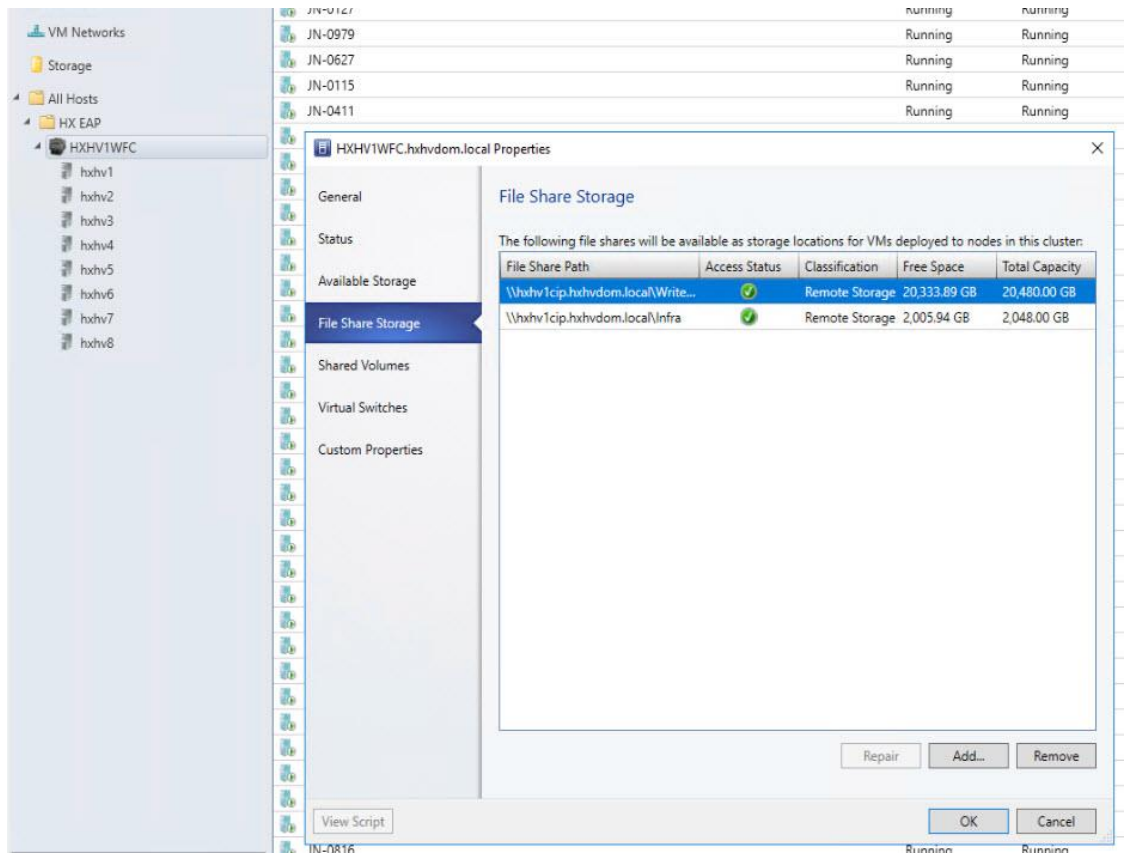 JN-0127 Running Running
VM Networks
JN-0979 Running Running
Storage
JN-0627 Running Running
JN-0115 Running Running
All Hosts
JN-0411 Running Running
HX EAP
HXHV1WFC
hxhv1
hxhv2
hxhv3
hxhv4
hxhv5
hxhv6
hxhv7
hxhv8
HXHV1WFC.hxhvdom.local Properties
General
Status
Available Storage
File Share Storage
Shared Volumes
Virtual Switches
Custom Properties
File Share Storage
The following file shares will be available as storage locations for VMs deployed to nodes in this cluster:
File Share Path Access Status Classification Free Space Total Capacity
\\hxhv1cip.hxhvdom.local\Write... Remote Storage 20,333.89 GB 20,480.00 GB
\\hxhv1cip.hxhvdom.local\Infra Remote Storage 2,005.94 GB 2,048.00 GB
Repair Add... Remove
View Script OK Cancel
JN-0816 Running Running